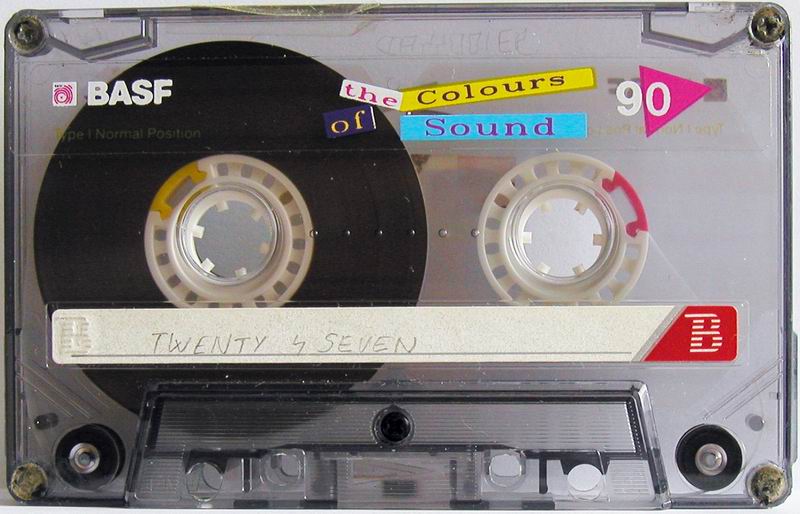 BASF
the Colours
of Sound
90
Type I Normal Position
B
TWENTY 4 SEVEN